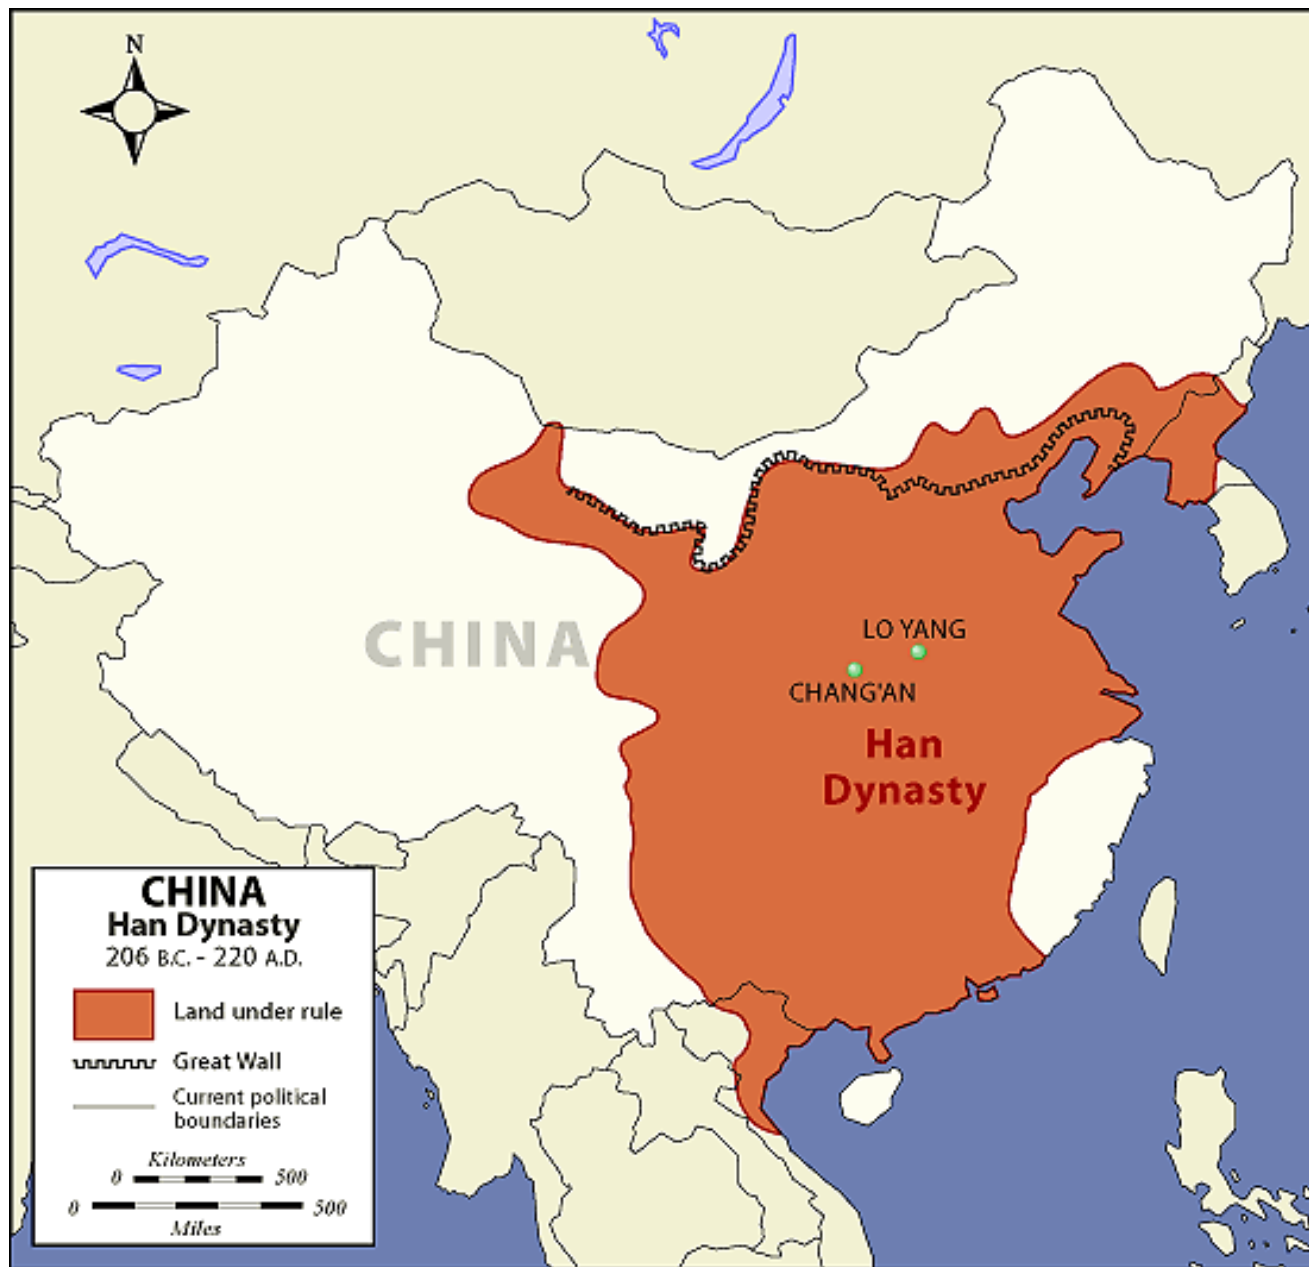 N
CHINA
LO YANG
CHANG'AN
Han
Dynasty
CHINA
Han Dynasty
206 B.C. - 220 A.D.
Land under rule
Great Wall
Current political
boundaries
Kilometers
0 500
0 500
Miles